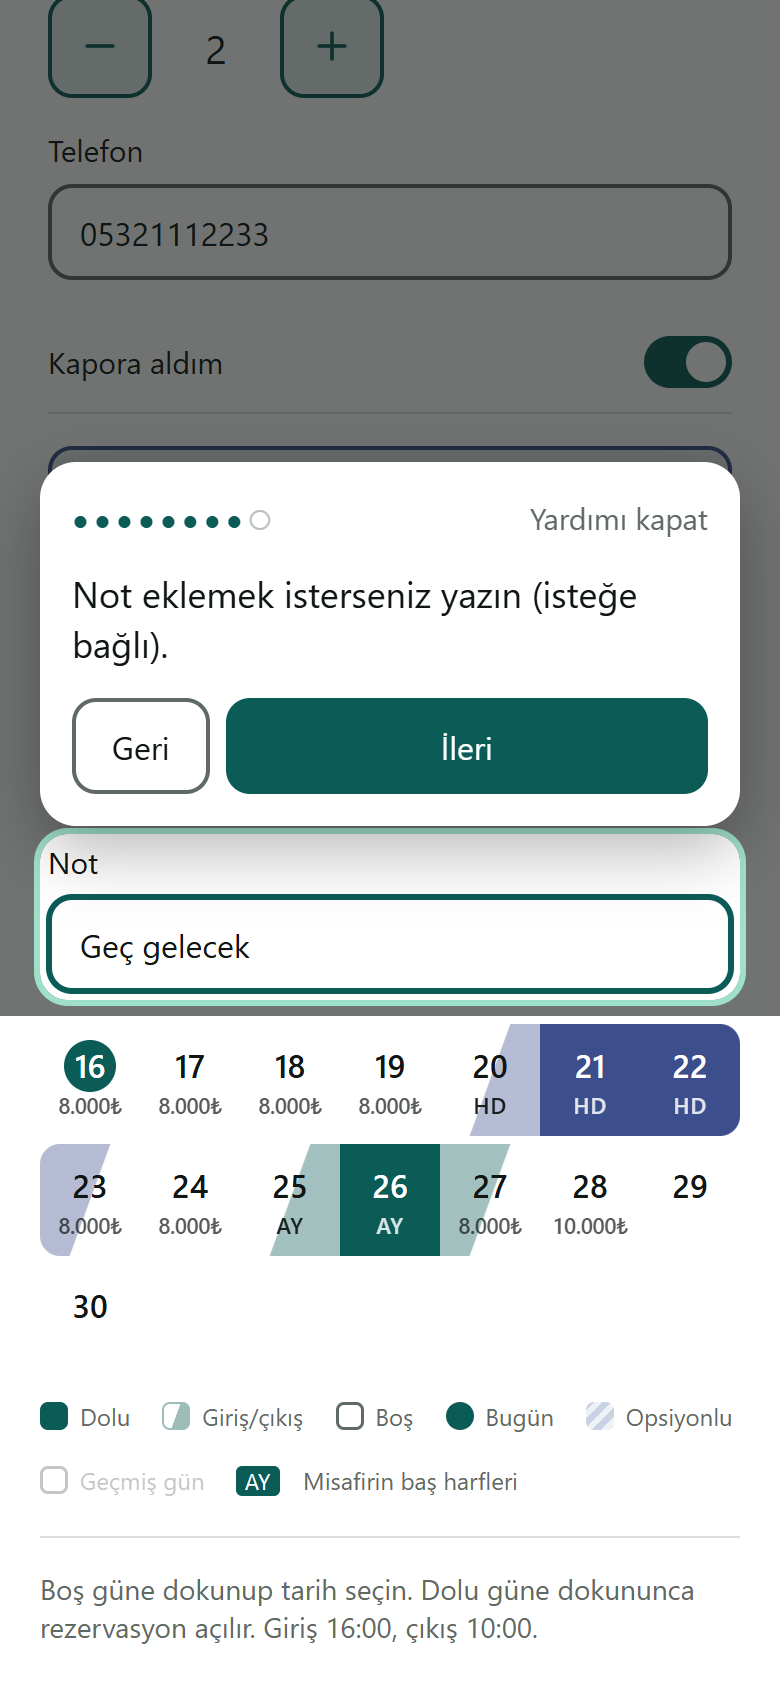 − 2 +
Telefon
05321112233
Kapora aldım
Yardımı kapat
Not eklemek isterseniz yazın (isteğe
bağlı).
Geri İleri
Not
Geç gelecek
16 17 18 19 20 21 22
8.000₺ 8.000₺ 8.000₺ 8.000₺ HD HD HD
23 24 25 26 27 28 29
8.000₺ 8.000₺ AY AY 8.000₺ 10.000₺
30
Dolu Giriş/çıkış Boş Bugün Opsiyonlu
Geçmiş gün AY Misafirin baş harfleri
Boş güne dokunup tarih seçin. Dolu güne dokununca
rezervasyon açılır. Giriş 16:00, çıkış 10:00.